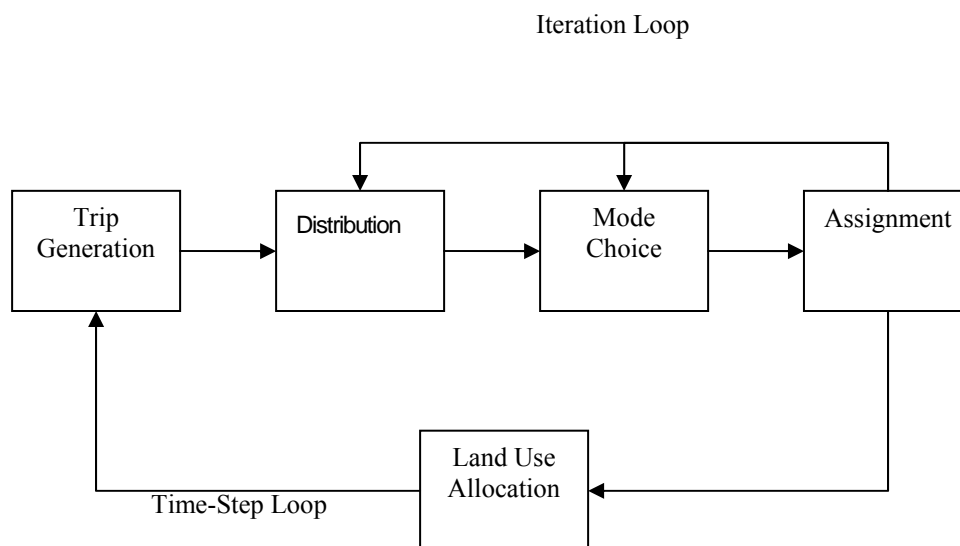 Iteration Loop
Trip
Generation
Distribution
Mode
Choice
Assignment
Land Use
Allocation
Time-Step Loop